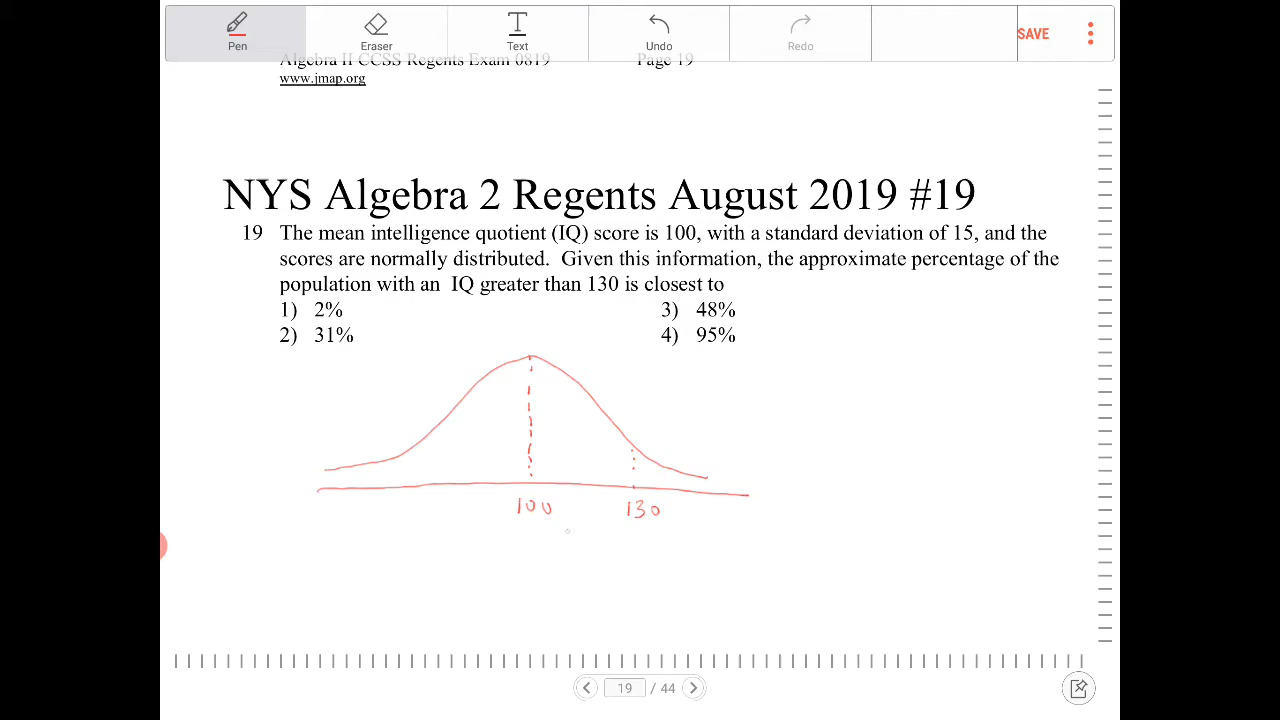 Pen
Eraser
Text
Undo
Redo
SAVE
Algebra II CCSS Regents Exam 0819 Page 19
www.jmap.org
NYS Algebra 2 Regents August 2019 #19
19 The mean intelligence quotient (IQ) score is 100, with a standard deviation of 15, and the
scores are normally distributed. Given this information, the approximate percentage of the
population with an IQ greater than 130 is closest to
1) 2% 3) 48%
2) 31% 4) 95%
100 130
19 / 44